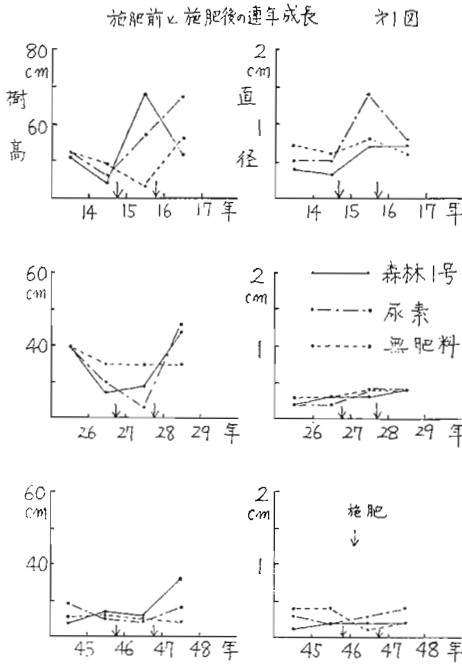 施肥前と施肥後の連年成長 才1図
80
cm
樹
高
60
14 15 16 17 年
2
cm
直
径
1
14 15 16 17 年
60
cm
40
26 27 28 29 年
2
cm
1
森林1号
尿素
無肥料
26 27 28 29 年
60
cm
40
45 46 47 48 年
2
cm
1
施肥
45 46 47 48 年